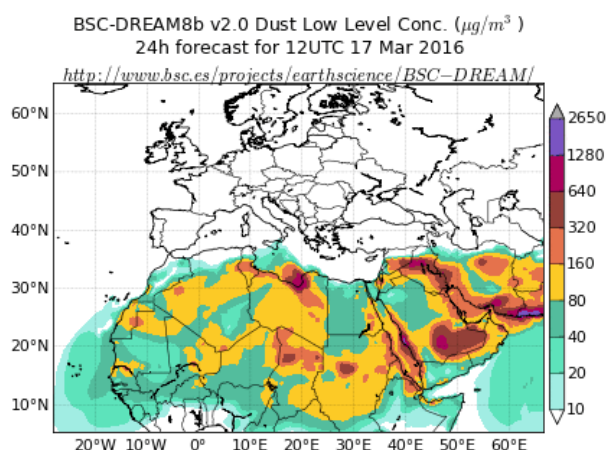 BSC-DREAM8b v2.0 Dust Low Level Conc. (μg/m³ )
24h forecast for 12UTC 17 Mar 2016
http://www.bsc.es/projects/earthscience/BSC−DREAM/
60°N
50°N
40°N
30°N
20°N
10°N
20°W 10°W 0° 10°E 20°E 30°E 40°E 50°E 60°E
2650
1280
640
320
160
80
40
20
10